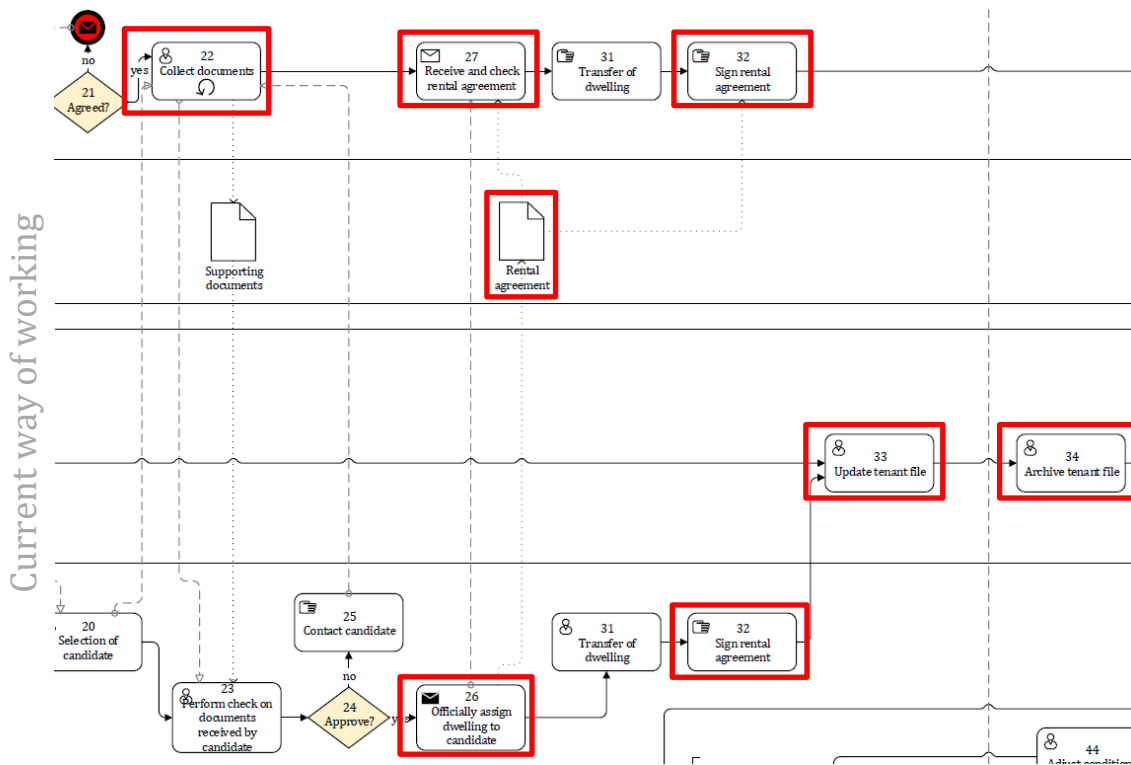 Current way of working
no
yes
21
Agreed?
22
Collect documents
27
Receive and check
rental agreement
31
Transfer of
dwelling
32
Sign rental
agreement
Supporting
documents
Rental
agreement
33
Update tenant file
34
Archive tenant file
20
Selection of
candidate
23
Perform check on
documents
received by
candidate
25
Contact candidate
no
24
Approve?
yes
26
Officially assign
dwelling to
candidate
31
Transfer of
dwelling
32
Sign rental
agreement
44
Adjust condition